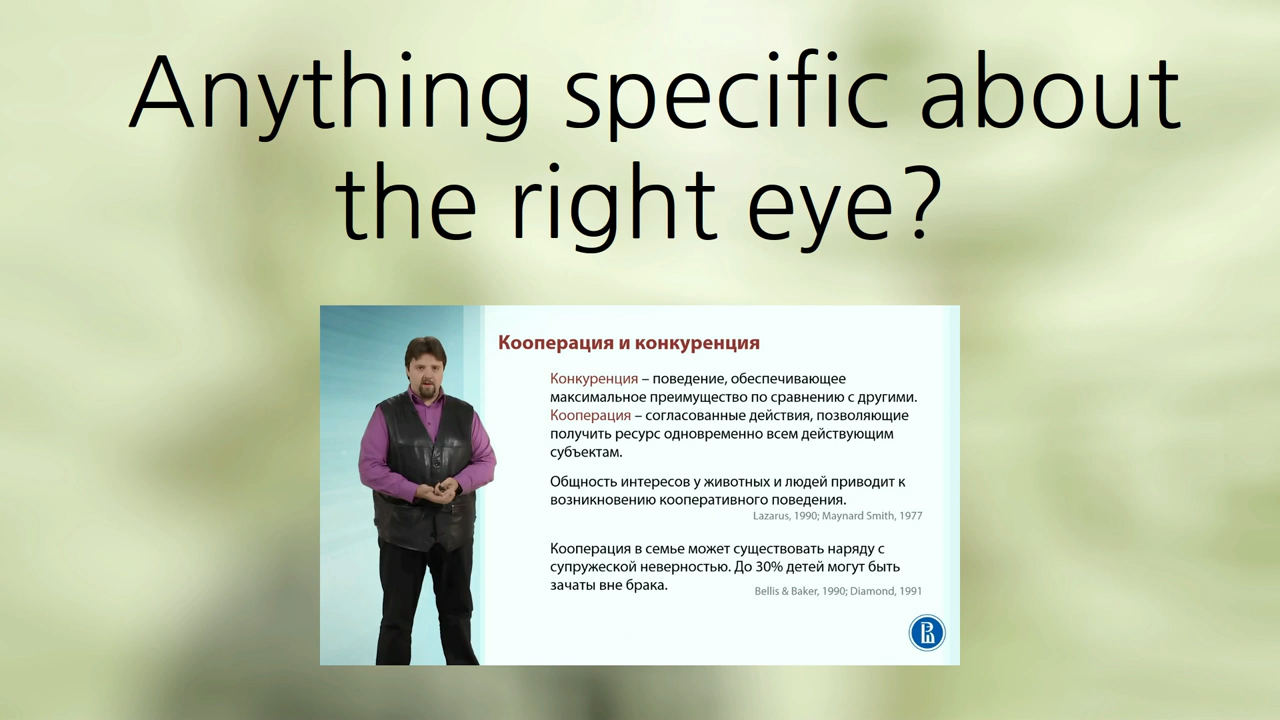 Anything specific about
the right eye?
Кооперация и конкуренция
Конкуренция – поведение, обеспечивающее
максимальное преимущество по сравнению с другими.
Кооперация – согласованные действия, позволяющие
получить ресурс одновременно всем действующим
субъектам.
Общность интересов у животных и людей приводит к
возникновению кооперативного поведения.
Lazarus, 1990; Maynard Smith, 1977
Кооперация в семье может существовать наряду с
супружеской неверностью. До 30% детей могут быть
зачаты вне брака.
Bellis & Baker, 1990; Diamond, 1991